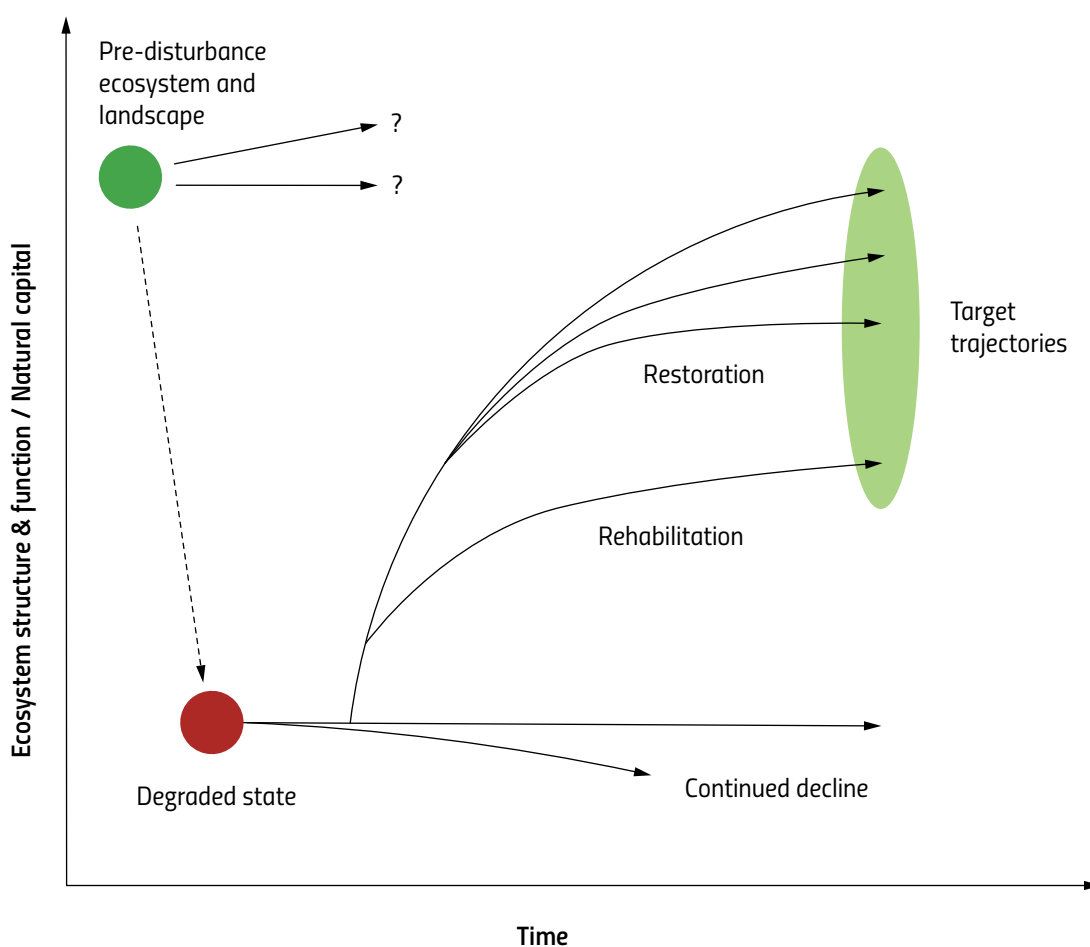 Pre-disturbance
ecosystem and
landscape
?
?
Ecosystem structure & function / Natural capital
Target
trajectories
Restoration
Rehabilitation
Degraded state
Continued decline
Time